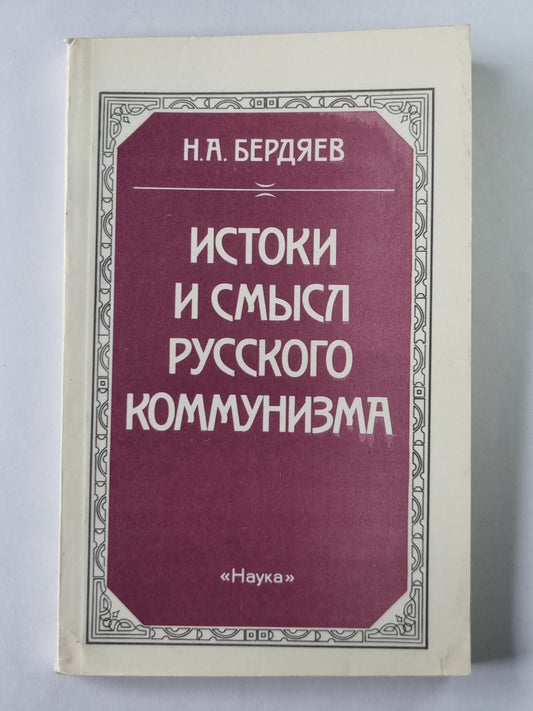 Н.А. БЕРДЯЕВ
ИСТОКИ
И СМЫСЛ
РУССКОГО
КОММУНИЗМА
«Наука»